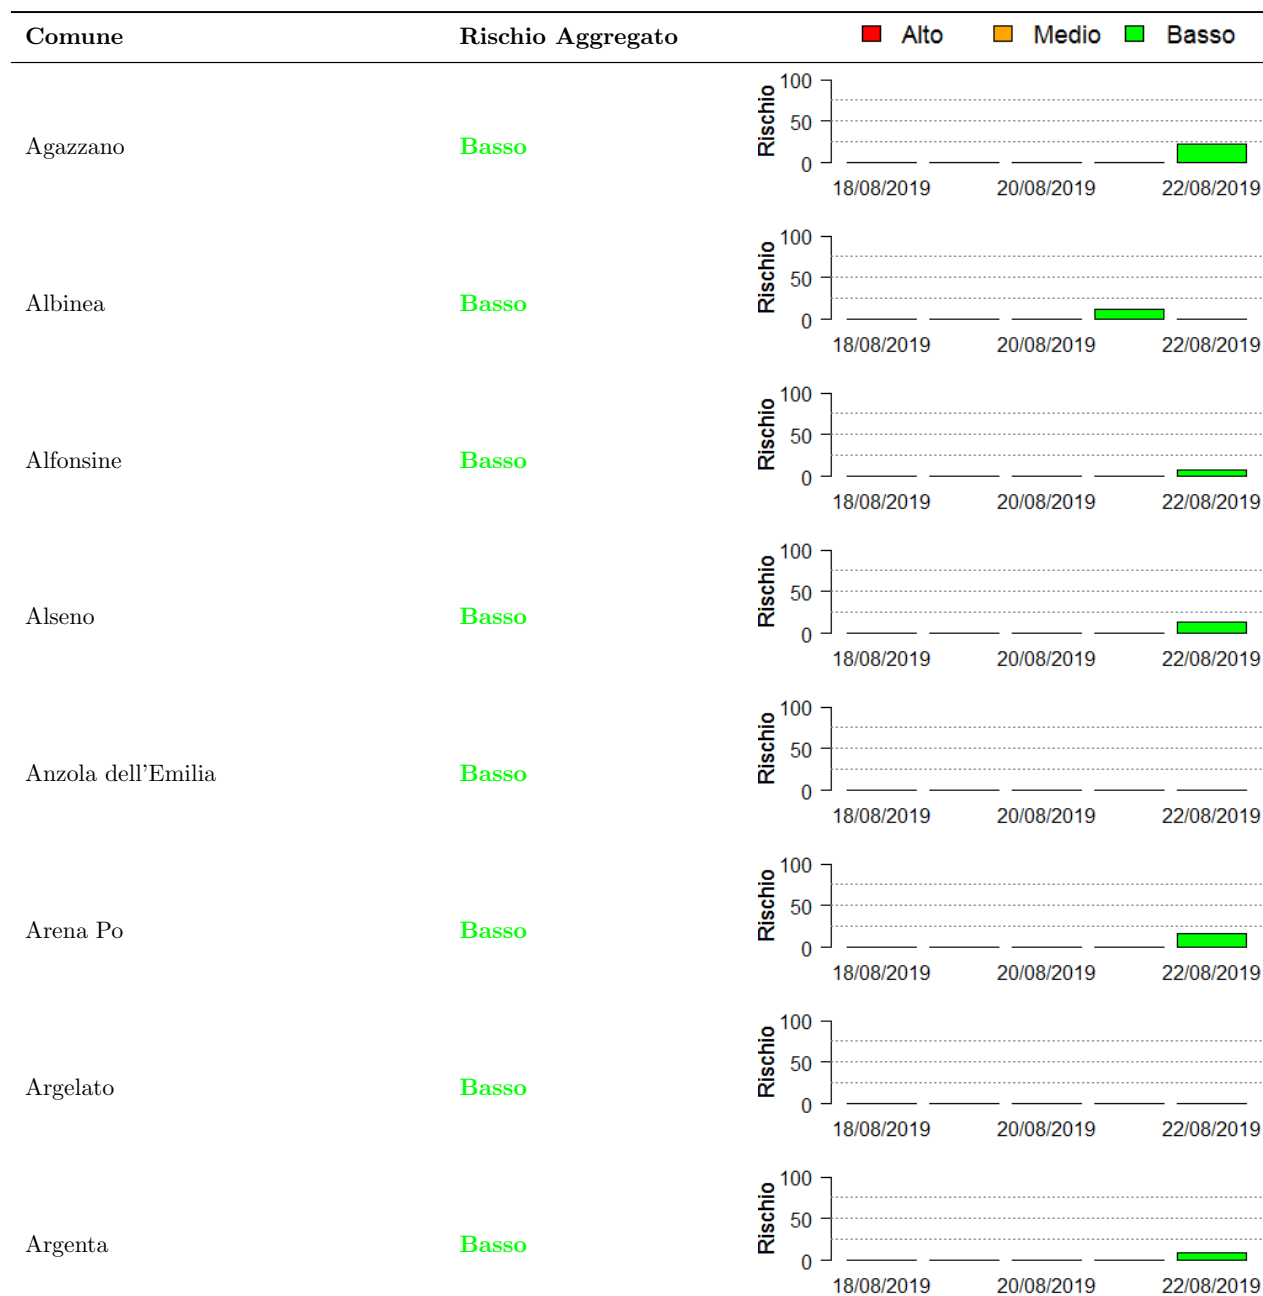 Comune Rischio Aggregato Alto Medio Basso
100
50
0
Rischio
Agazzano Basso
18/08/2019 20/08/2019 22/08/2019
100
50
0
Rischio
Albinea Basso
18/08/2019 20/08/2019 22/08/2019
100
50
0
Rischio
Alfonsine Basso
18/08/2019 20/08/2019 22/08/2019
100
50
0
Rischio
Alseno Basso
18/08/2019 20/08/2019 22/08/2019
100
50
0
Rischio
Anzola dell'Emilia Basso
18/08/2019 20/08/2019 22/08/2019
100
50
0
Rischio
Arena Po Basso
18/08/2019 20/08/2019 22/08/2019
100
50
0
Rischio
Argelato Basso
18/08/2019 20/08/2019 22/08/2019
100
50
0
Rischio
Argenta Basso
18/08/2019 20/08/2019 22/08/2019